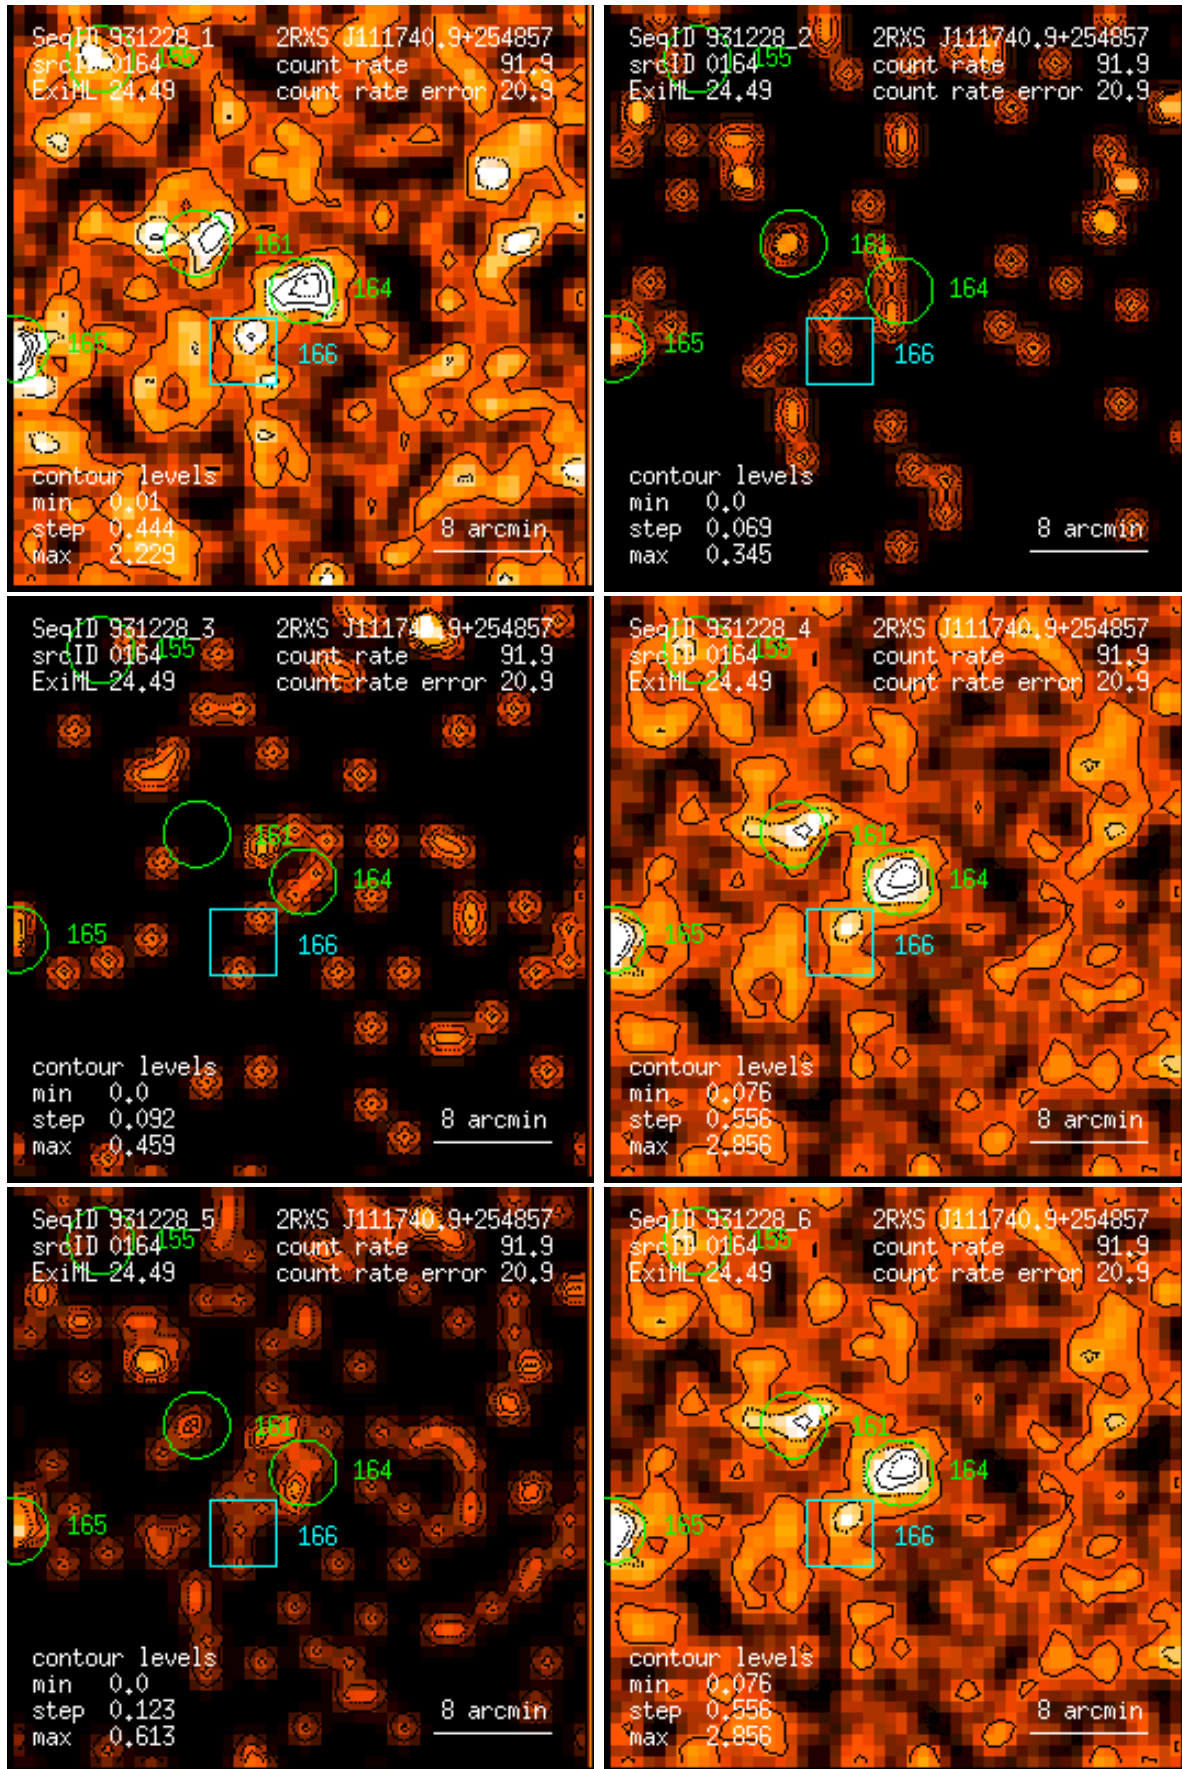 SeqID 931228_1 2RXS J111740.9+254857
srcID 0164 155 count rate 91.9
ExiML 24.49 count rate error 20.9
161
164
165
166
contour levels
min 0.01
step 0.444 8 arcmin
max 2.229
SeqID 931228_2 2RXS J111740.9+254857
srcID 0164 155 count rate 91.9
ExiML 24.49 count rate error 20.9
161
164
165
166
contour levels
min 0.0
step 0.069 8 arcmin
max 0.345
SeqID 931228_3 2RXS J111740.9+254857
srcID 0164 155 count rate 91.9
ExiML 24.49 count rate error 20.9
161
164
165
166
contour levels
min 0.0
step 0.092 8 arcmin
max 0.459
SeqID 931228_4 2RXS J111740.9+254857
srcID 0164 155 count rate 91.9
ExiML 24.49 count rate error 20.9
161
164
165
166
contour levels
min 0.076
step 0.556 8 arcmin
max 2.856
SeqID 931228_5 2RXS J111740.9+254857
srcID 0164 155 count rate 91.9
ExiML 24.49 count rate error 20.9
161
164
165
166
contour levels
min 0.0
step 0.123 8 arcmin
max 0.613
SeqID 931228_6 2RXS J111740.9+254857
srcID 0164 155 count rate 91.9
ExiML 24.49 count rate error 20.9
161
164
165
166
contour levels
min 0.076
step 0.556 8 arcmin
max 2.856